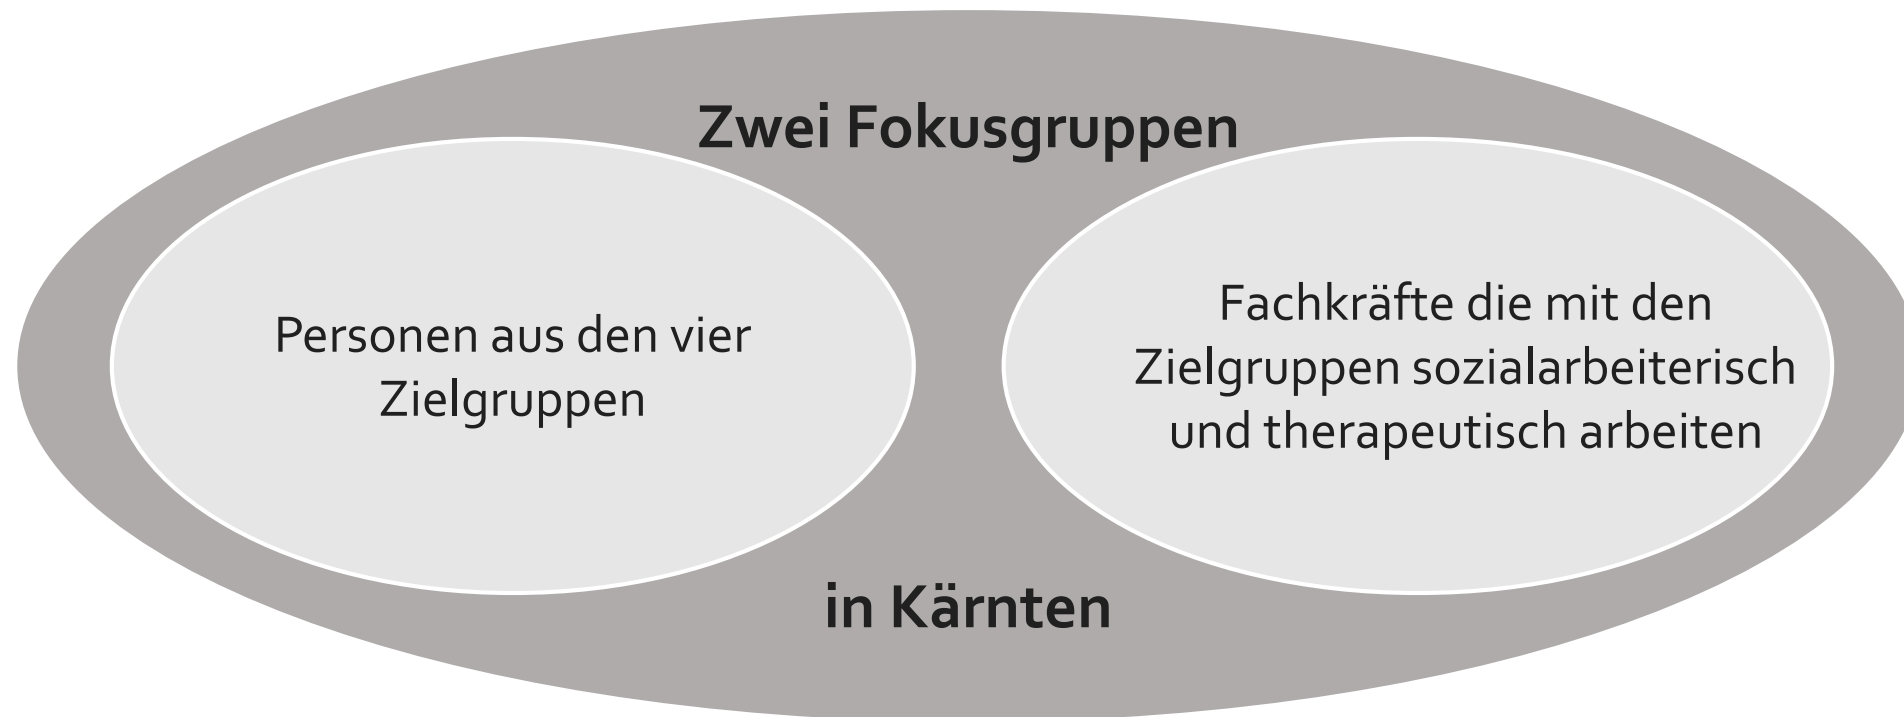 Zwei Fokusgruppen
Personen aus den vier
Zielgruppen
Fachkräfte die mit den
Zielgruppen sozialarbeiterisch
und therapeutisch arbeiten
in Kärnten